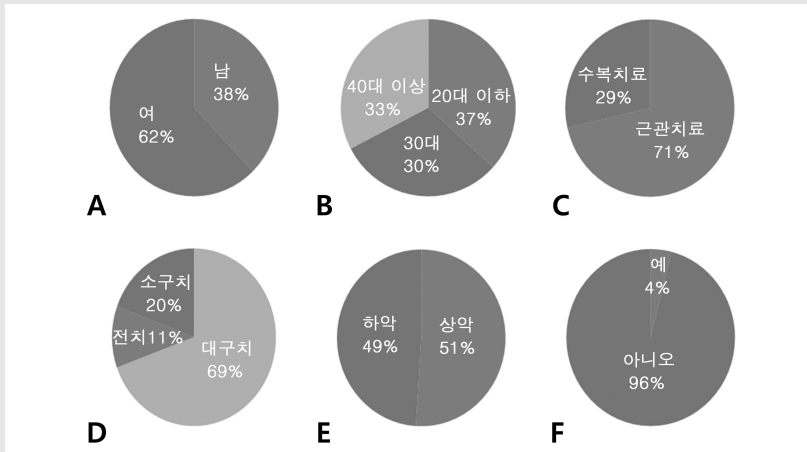 남
38%
여
62%
A
40대 이상
33%
20대 이하
37%
30대
30%
B
수복치료
29%
근관치료
71%
C
소구치
20%
전치11%
대구치
69%
D
하악
49%
상악
51%
E
예
4%
아니오
96%
F